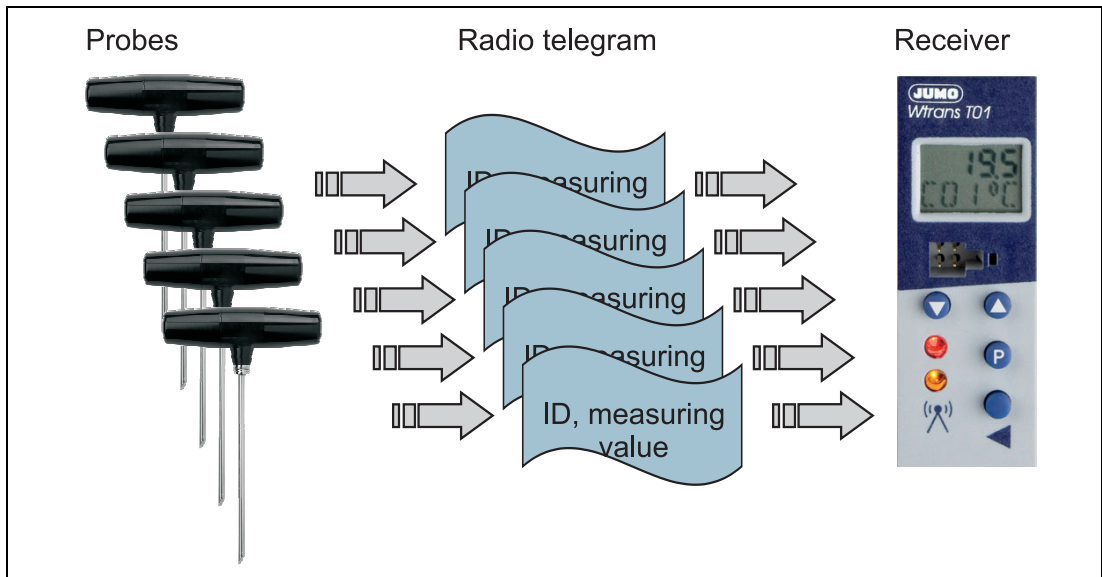 Probes
Radio telegram
Receiver
JUMO
Wtrans T01
19.5
C01°C
ID, measuring
ID, measuring
ID, measuring
ID, measuring
ID, measuring
value
P